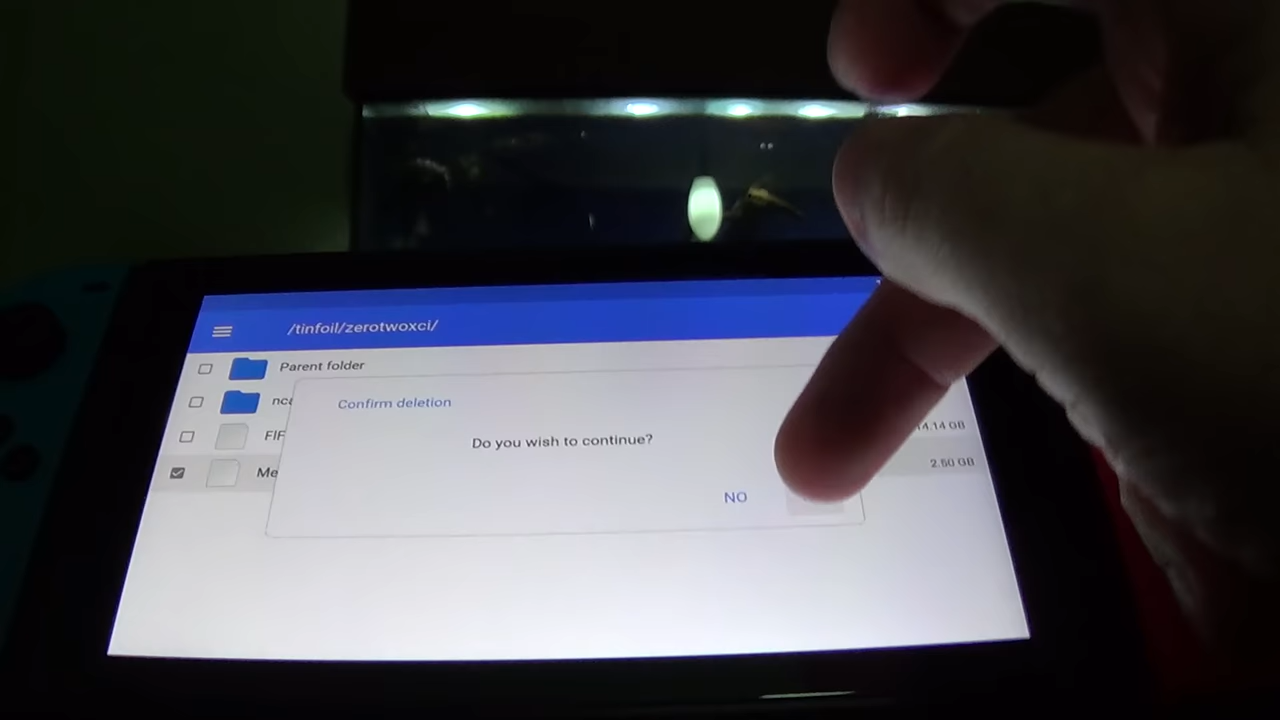 /tinfoil/zerotwoxci/
Parent folder
Confirm deletion
Do you wish to continue?
14.14 GB
2.50 GB
NO